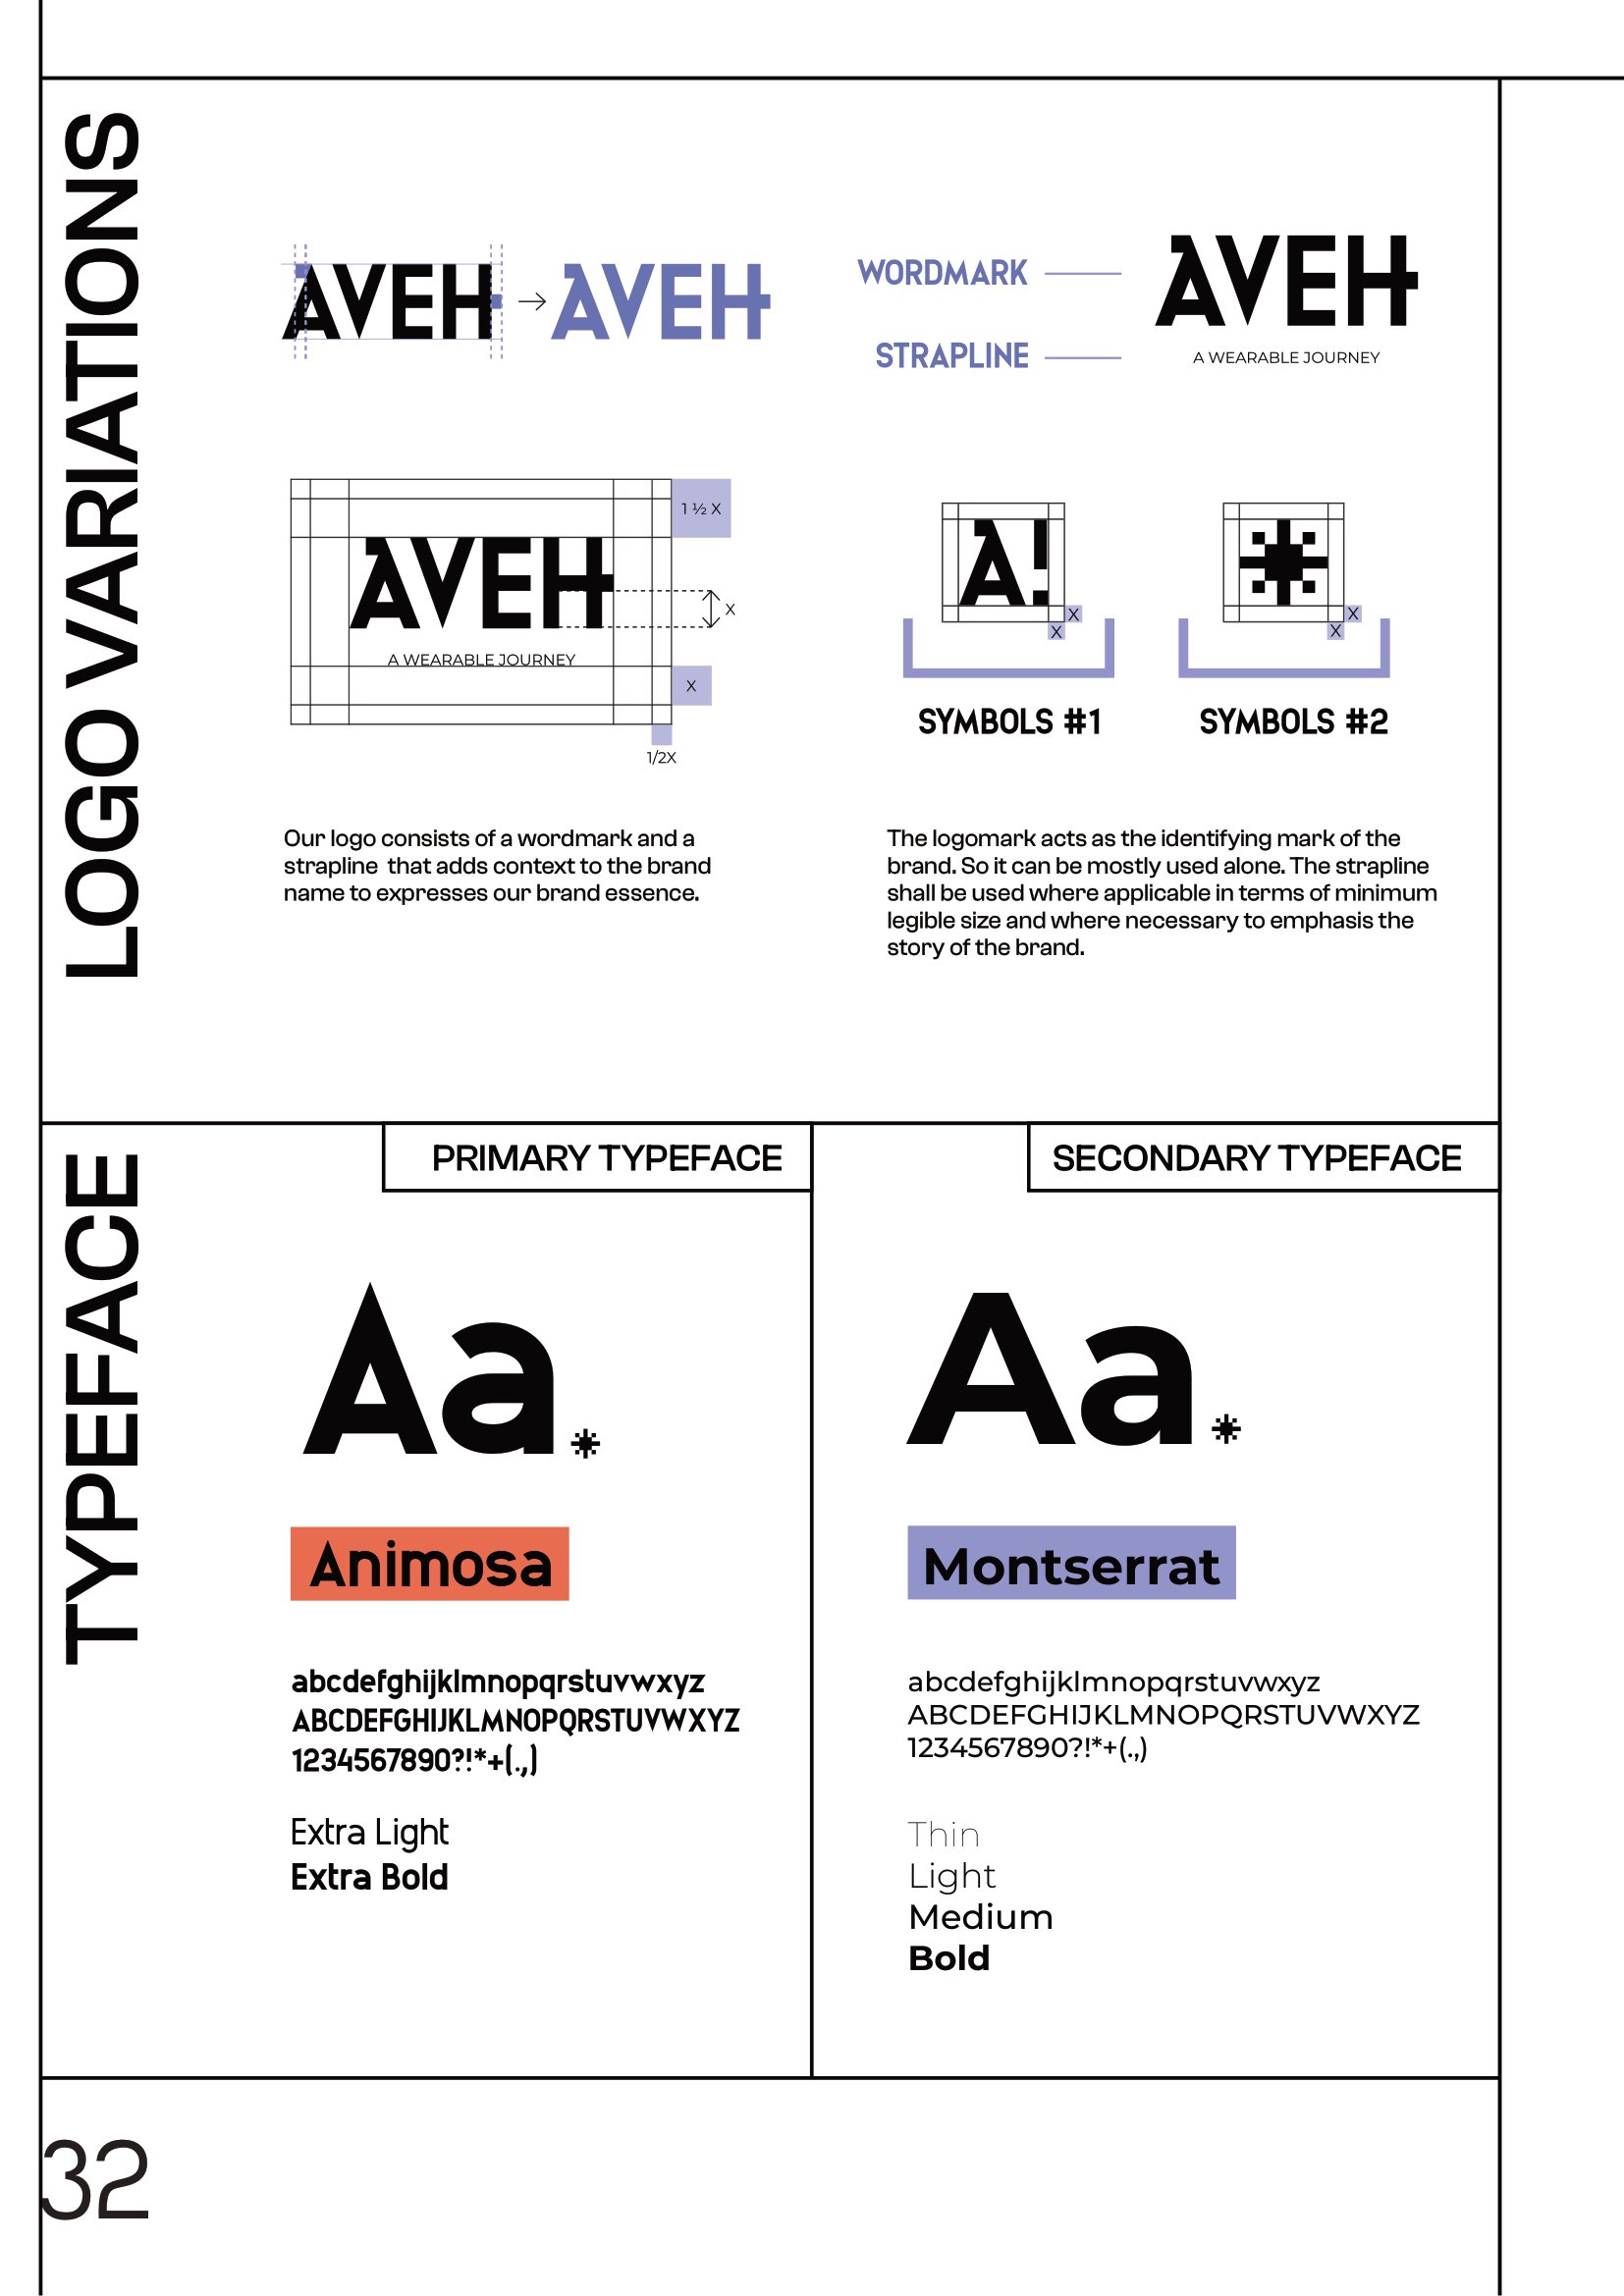 LOGO VARIATIONS
AVEH
AVEH
WORDMARK
STRAPLINE
AVEH
A WEARABLE JOURNEY
1 ½ X
AVEH
X
A WEARABLE JOURNEY
X
1/2X
A!
X
X
X
X
SYMBOLS #1
SYMBOLS #2
Our logo consists of a wordmark and a
strapline  that adds context to the brand
name to expresses our brand essence.
The logomark acts as the identifying mark of the
brand. So it can be mostly used alone. The strapline
shall be used where applicable in terms of minimum
legible size and where necessary to emphasis the
story of the brand.
TYPEFACE
PRIMARY TYPEFACE
Aa
Animosa
abcdefghijklmnopqrstuvwxyz
ABCDEFGHIJKLMNOPQRSTUVWXYZ
1234567890?!*+(.,)
Extra Light
Extra Bold
SECONDARY TYPEFACE
Aa
Montserrat
abcdefghijklmnopqrstuvwxyz
ABCDEFGHIJKLMNOPQRSTUVWXYZ
1234567890?!*+(.,)
Thin
Light
Medium
Bold
32